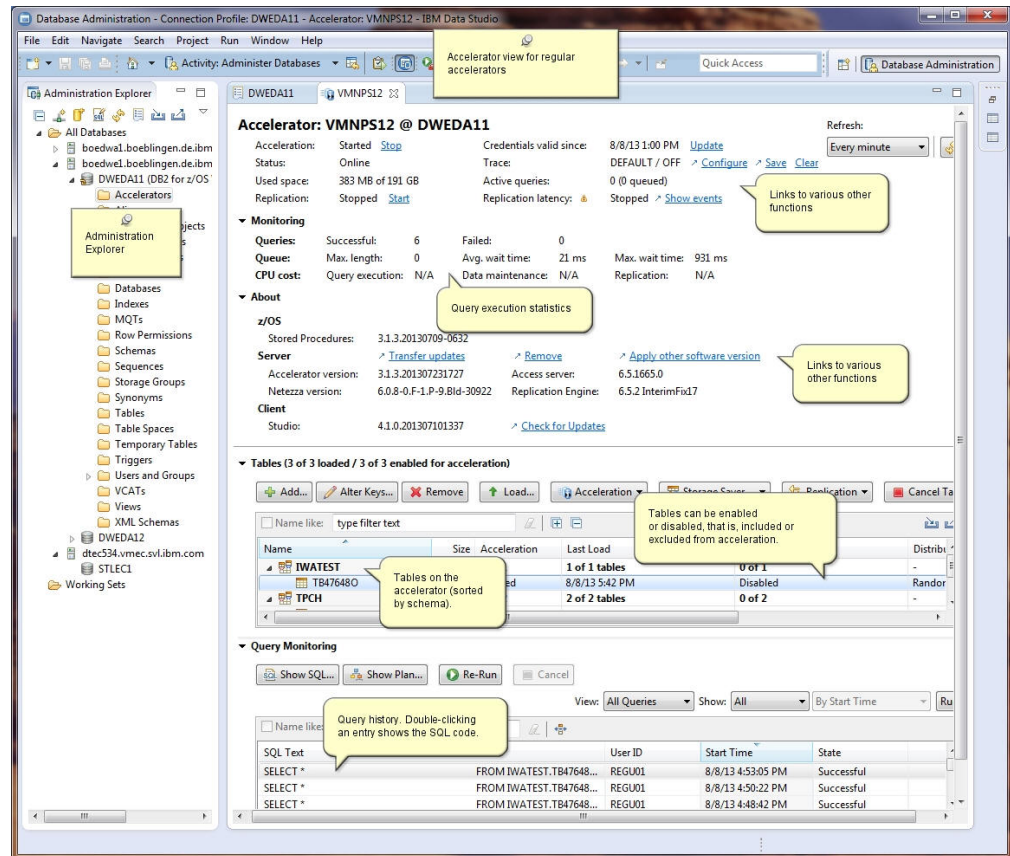 Database Administration - Connection Profile: DWEDA11 - Accelerator: VMNPS12 - IBM Data Studio
File Edit Navigate Search Project Run Window Help
Activity: Administer Databases
Quick Access
Database Administration
Accelerator view for regular
accelerators
Administration Explorer
All Databases
boedwa1.boeblingen.de.ibm
boedwe1.boeblingen.de.ibm
DWEDA11 (DB2 for z/OS
Accelerators
Administration
Explorer
Databases
Indexes
MQTs
Row Permissions
Schemas
Sequences
Storage Groups
Synonyms
Tables
Table Spaces
Temporary Tables
Triggers
Users and Groups
VCATs
Views
XML Schemas
DWEDA12
dtec534.vmec.svl.ibm.com
STLEC1
Working Sets
DWEDA11 VMNPS12
Accelerator: VMNPS12 @ DWEDA11
Refresh:
Every minute
Acceleration: Started Stop Credentials valid since: 8/8/13 1:00 PM Update
Status: Online Trace: DEFAULT / OFF Configure Save Clear
Used space: 383 MB of 191 GB Active queries: 0 (0 queued)
Replication: Stopped Start Replication latency: Stopped Show events
Links to various other
functions
Monitoring
Queries: Successful: 6 Failed: 0
Queue: Max. length: 0 Avg. wait time: 21 ms Max. wait time: 931 ms
CPU cost: Query execution: N/A Data maintenance: N/A Replication: N/A
Query execution statistics
About
z/OS
Stored Procedures: 3.1.3.20130709-0632
Server Transfer updates Remove Apply other software version
Accelerator version: 3.1.3.201307231727 Access server: 6.5.1665.0
Netezza version: 6.0.8-0.F-1.P-9.Bld-30922 Replication Engine: 6.5.2 InterimFix17
Links to various
other functions
Client
Studio: 4.1.0.201307101337 Check for Updates
Tables (3 of 3 loaded / 3 of 3 enabled for acceleration)
Add... Alter Keys... Remove Load... Acceleration Storage Saver... Replication Cancel Ta
Name like: type filter text
Tables can be enabled
or disabled, that is, included or
excluded from acceleration.
Name Size Acceleration Last Load Distribu
IWATEST 1 of 1 tables 0 of 1 -
TB47648O 8/8/13 5:42 PM Disabled Randor
TPCH 2 of 2 tables 0 of 2 -
Tables on the
accelerator (sorted
by schema).
Query Monitoring
Show SQL... Show Plan... Re-Run Cancel
View: All Queries Show: All By Start Time Ru
Name like:
Query history. Double-clicking
an entry shows the SQL code.
SQL Text User ID Start Time State
SELECT * FROM IWATEST.TB47648... REGU01 8/8/13 4:53:05 PM Successful
SELECT * FROM IWATEST.TB47648... REGU01 8/8/13 4:50:22 PM Successful
SELECT * FROM IWATEST.TB47648... REGU01 8/8/13 4:48:42 PM Successful